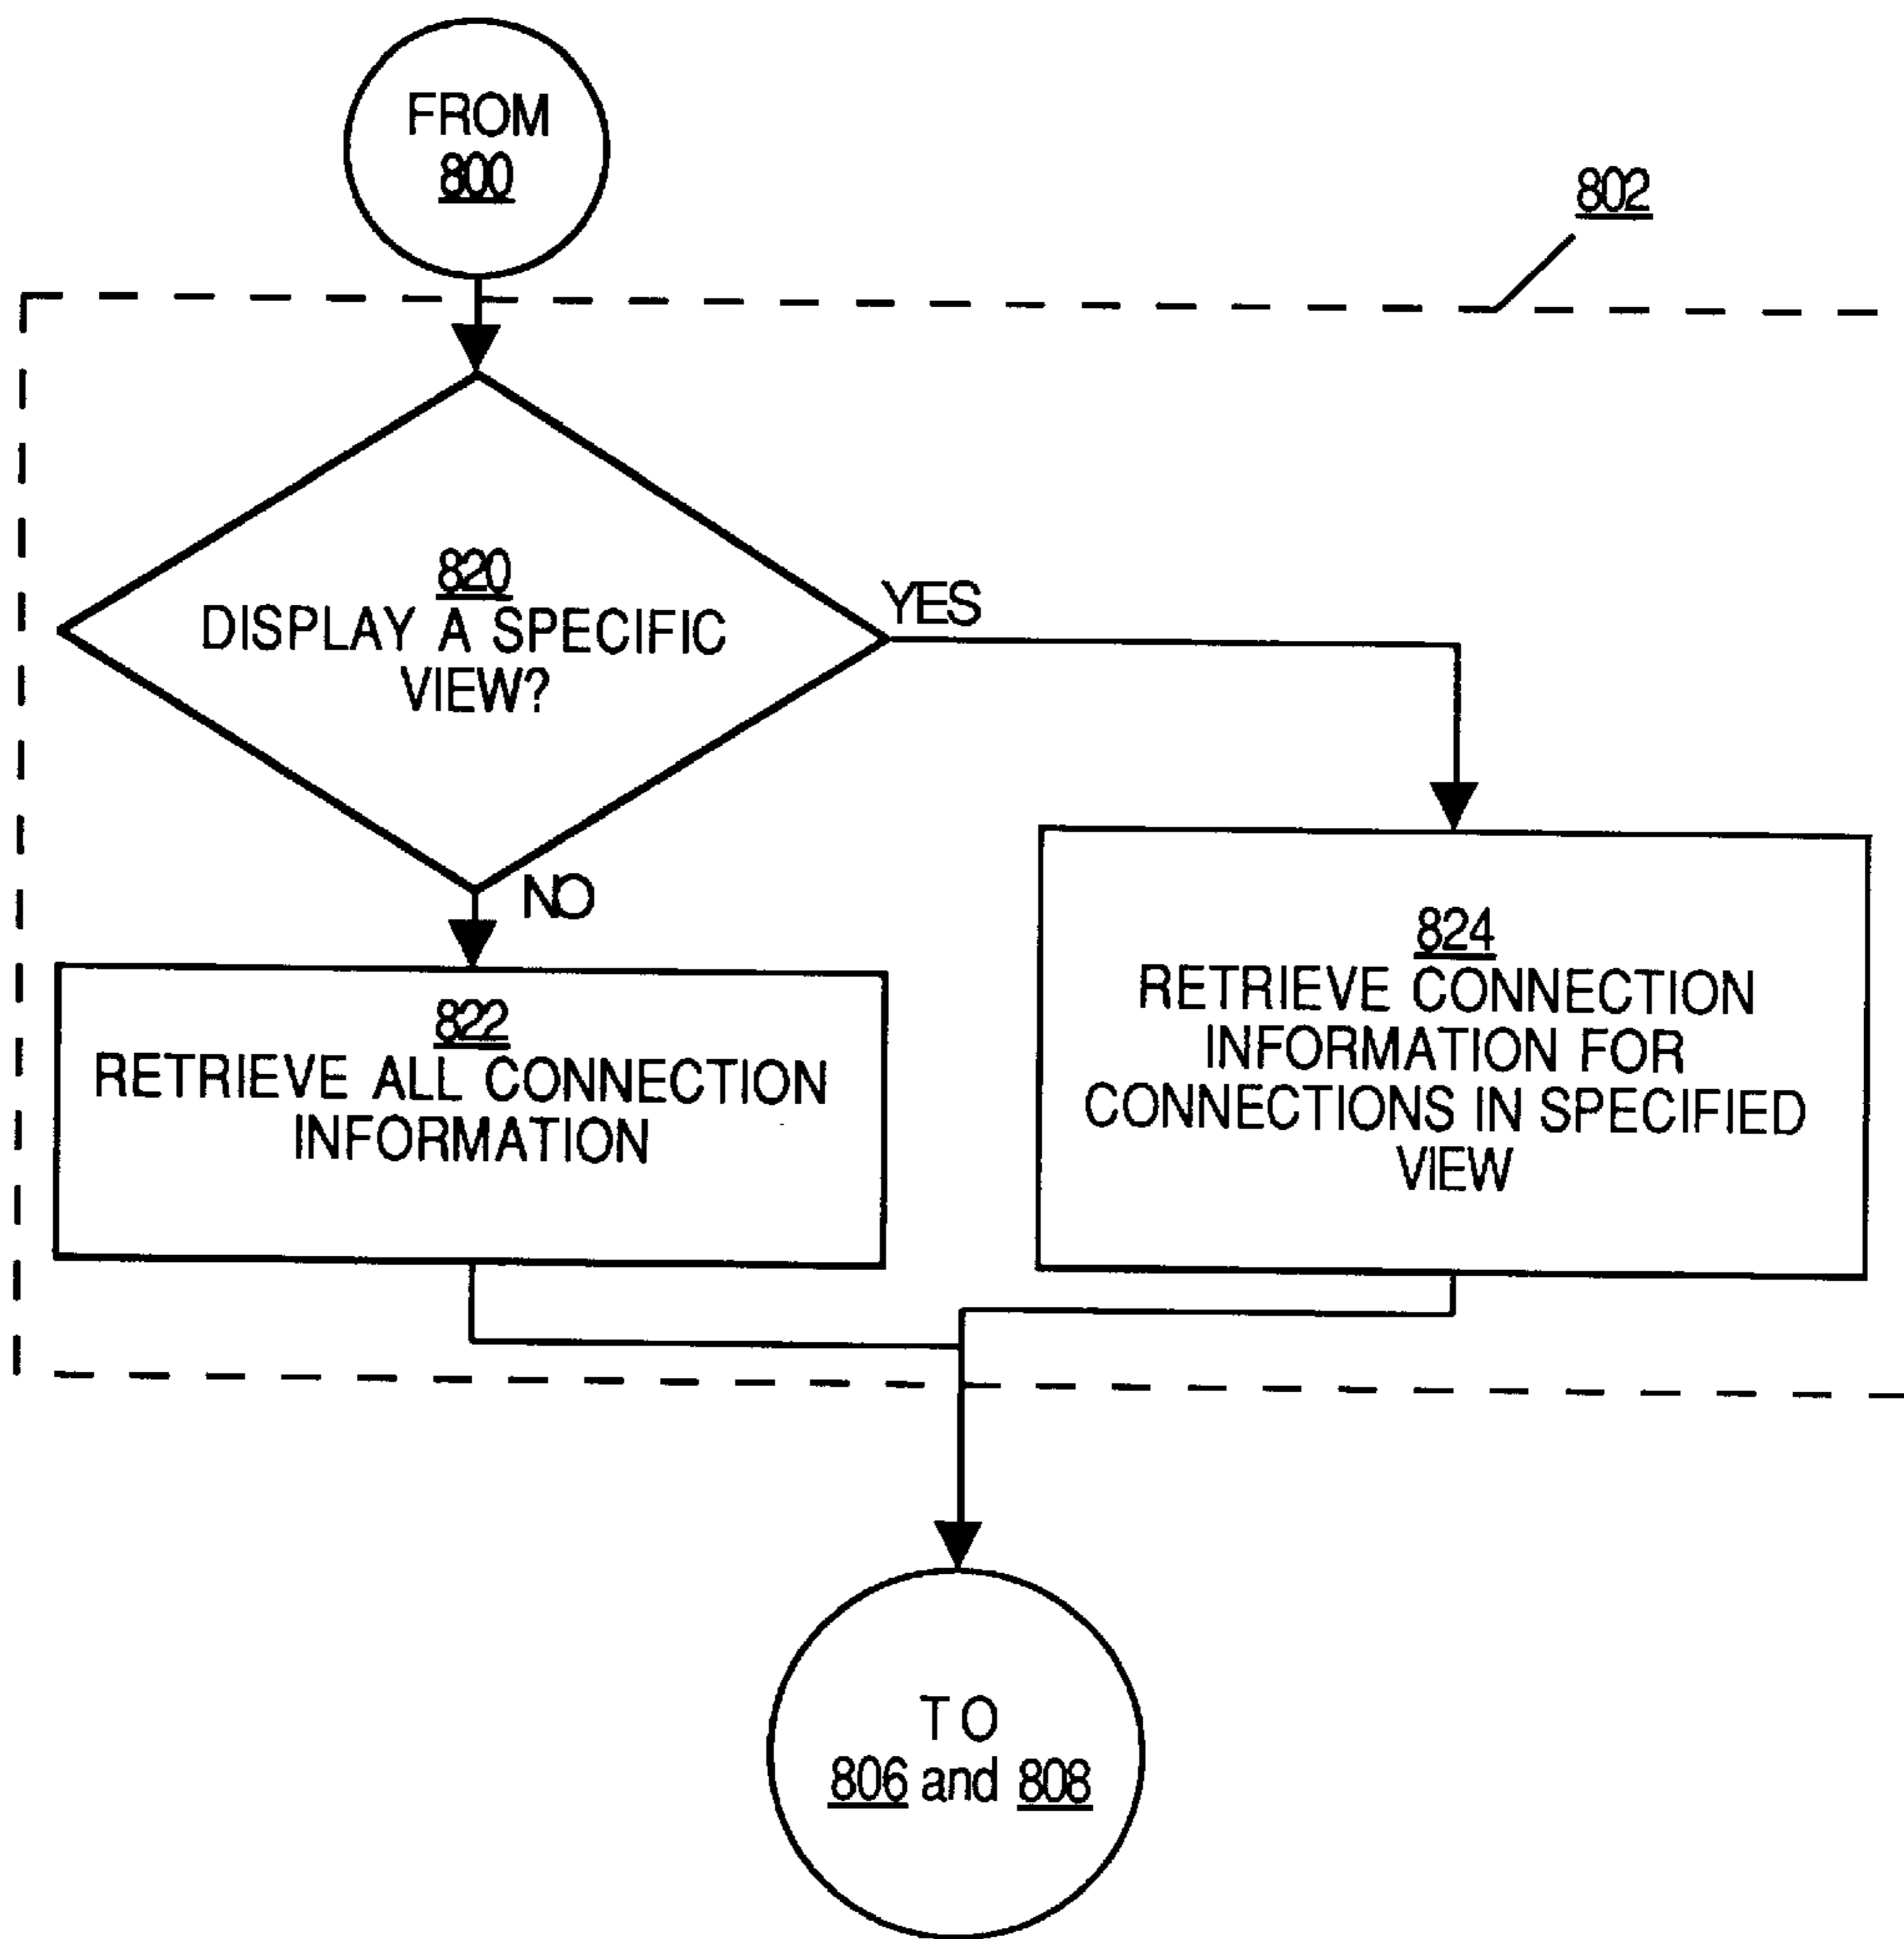 FROM
800
802
820
DISPLAY A SPECIFIC
VIEW?
YES
NO
822
RETRIEVE ALL CONNECTION
INFORMATION
824
RETRIEVE CONNECTION
INFORMATION FOR
CONNECTIONS IN SPECIFIED
VIEW
TO
806 and 808